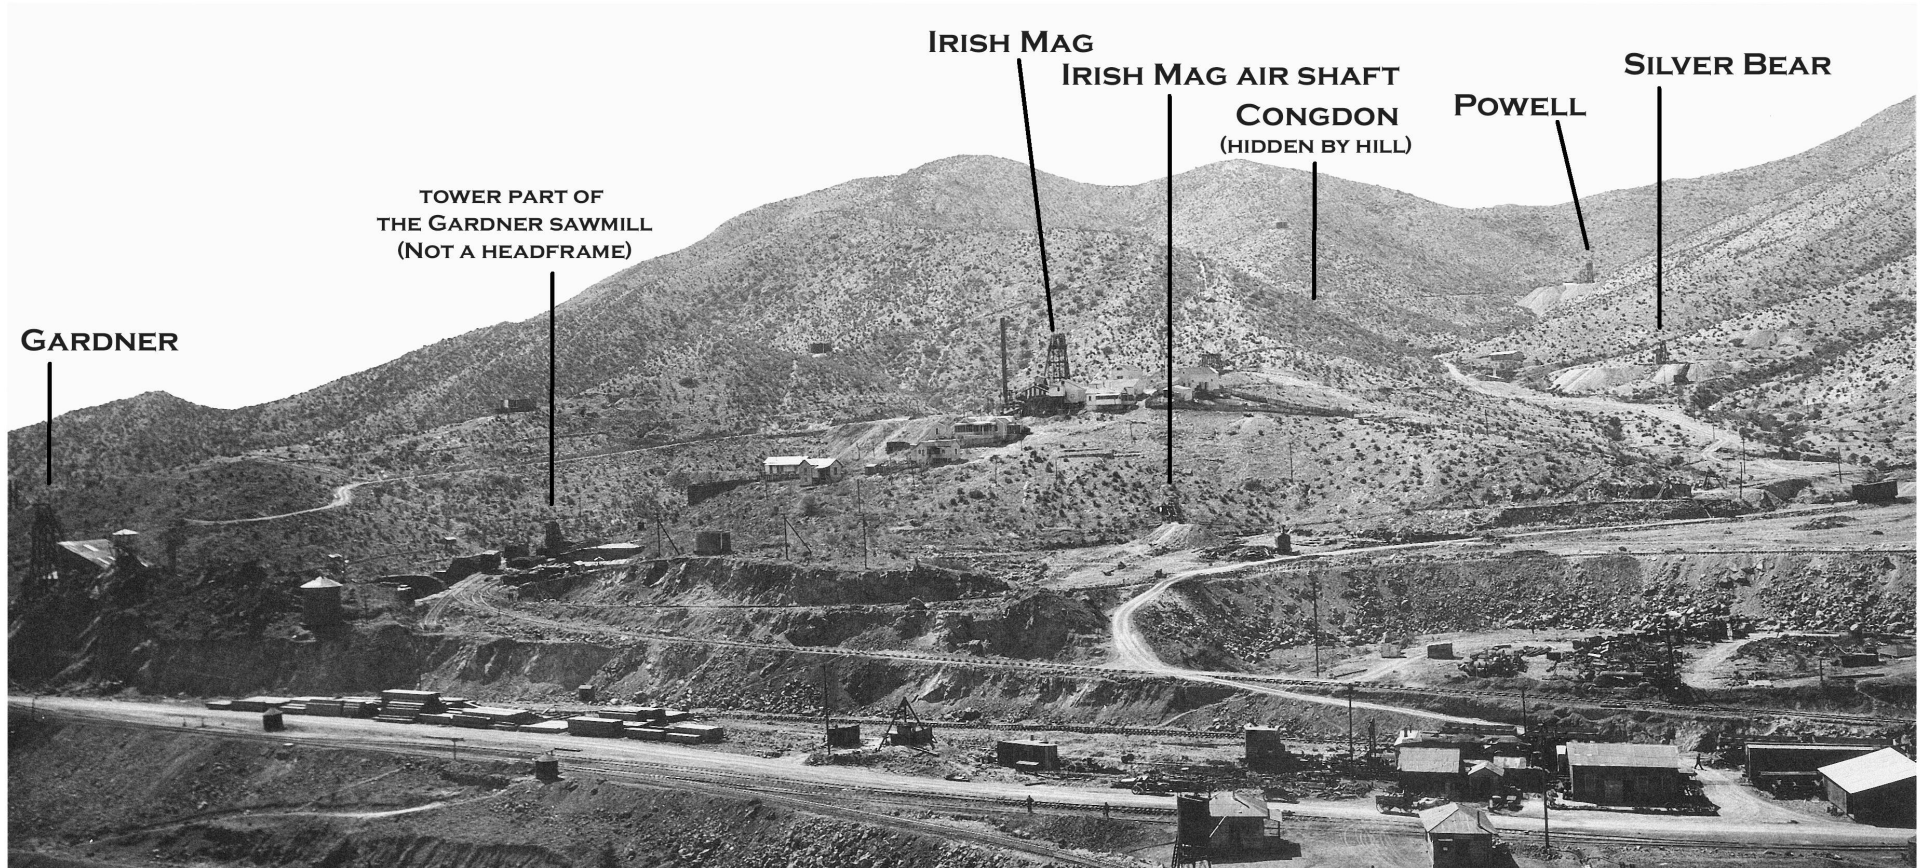 Irish Mag
Irish Mag air shaft
Silver Bear
Congdon
(hidden by hill)
Powell
tower part of
the Gardner sawmill
(Not a headframe)
Gardner